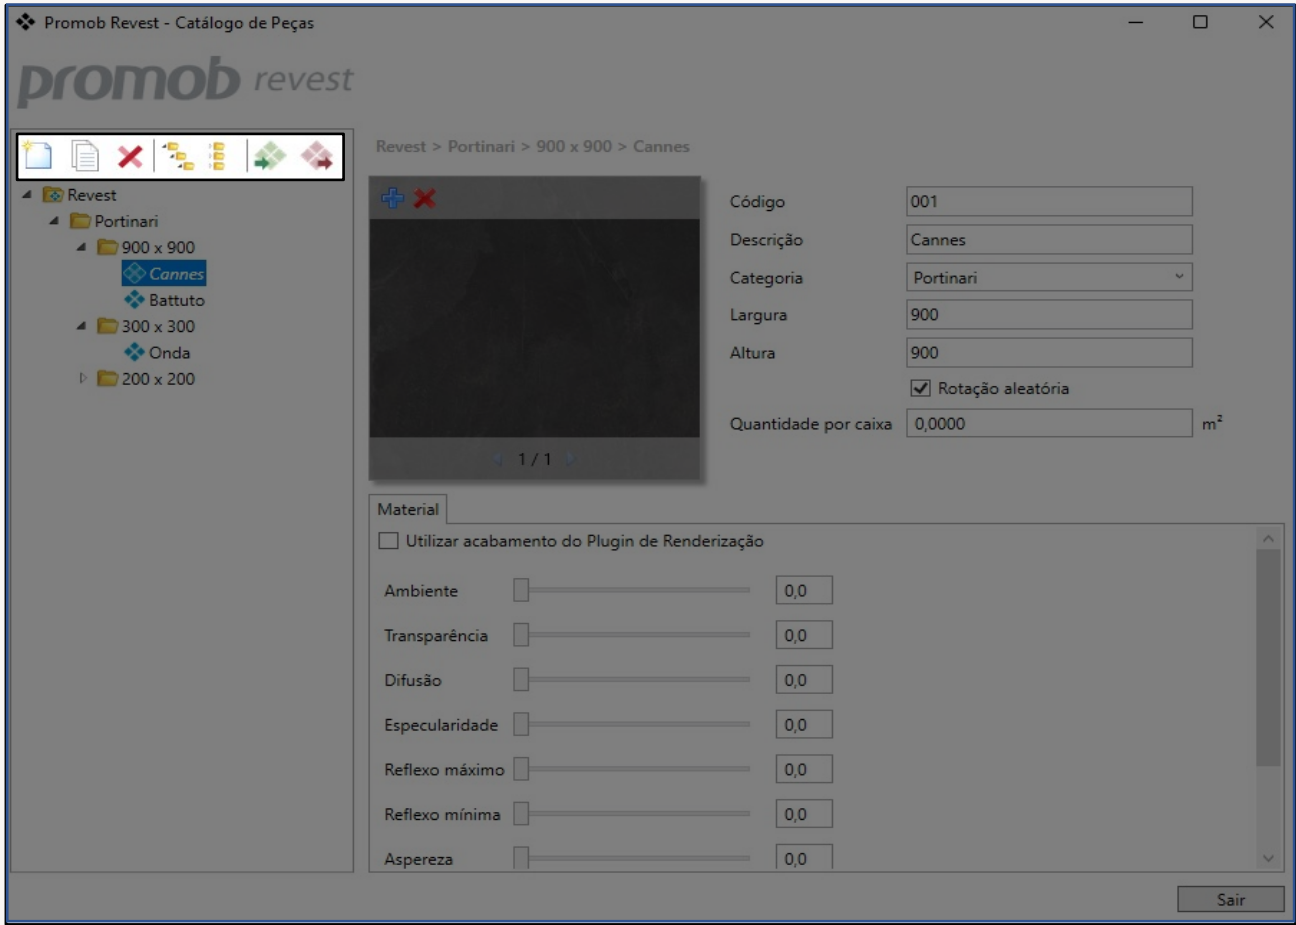 Promob Revest - Catálogo de Peças
promob revest
Revest > Portinari > 900 x 900 > Cannes
Revest
Portinari
900 x 900
Cannes
Battuto
300 x 300
Onda
200 x 200
1 / 1
Código 001
Descrição Cannes
Categoria Portinari
Largura 900
Altura 900
Rotação aleatória
Quantidade por caixa 0,0000 m²
Material
Utilizar acabamento do Plugin de Renderização
Ambiente 0,0
Transparência 0,0
Difusão 0,0
Especularidade 0,0
Reflexo máximo 0,0
Reflexo mínima 0,0
Aspereza 0,0
Sair